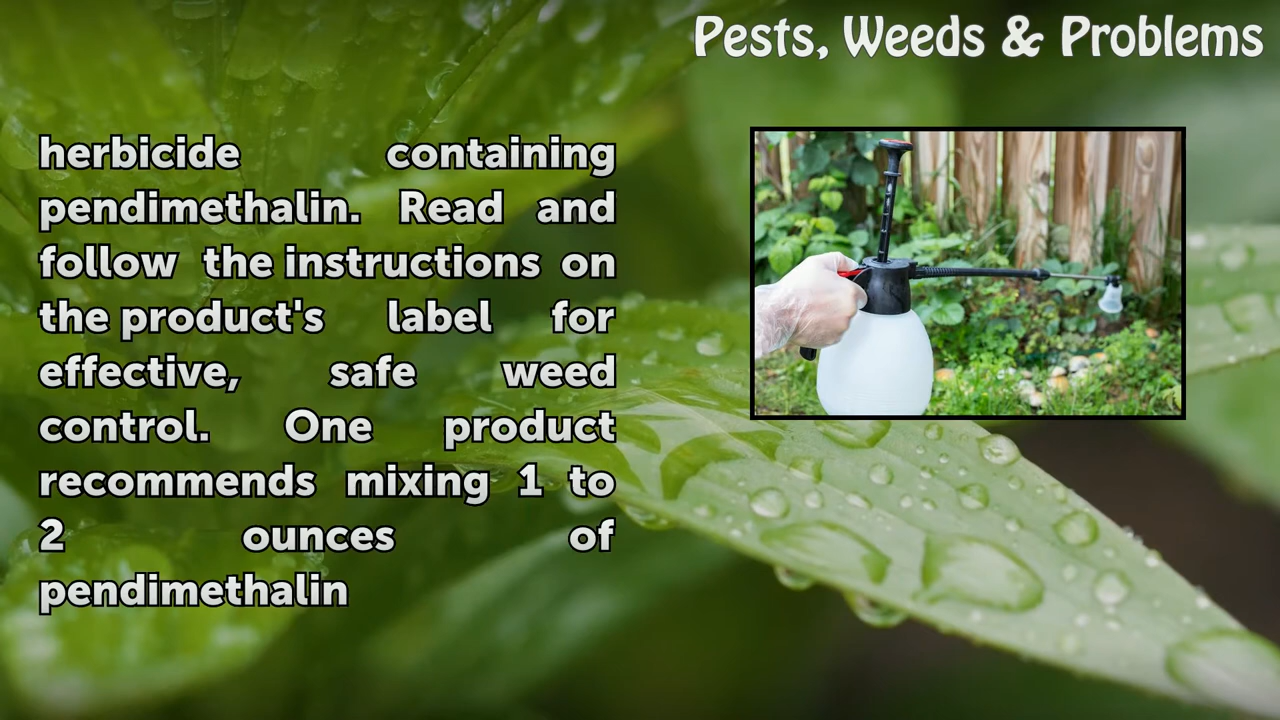 Pests, Weeds & Problems
herbicide containing
pendimethalin. Read and
follow the instructions on
the product's label for
effective, safe weed
control. One product
recommends mixing 1 to
2 ounces of
pendimethalin